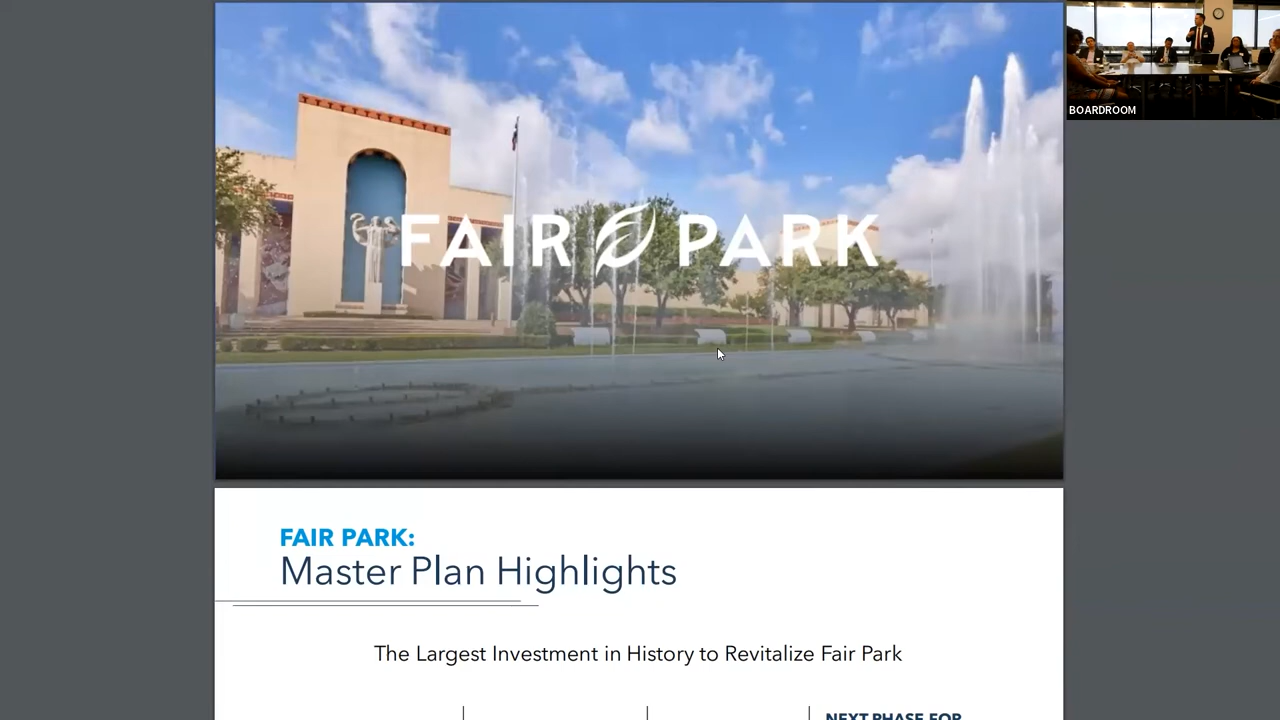 FAIR PARK
BOARDROOM
FAIR PARK:
Master Plan Highlights
The Largest Investment in History to Revitalize Fair Park
NEXT PHASE FOR